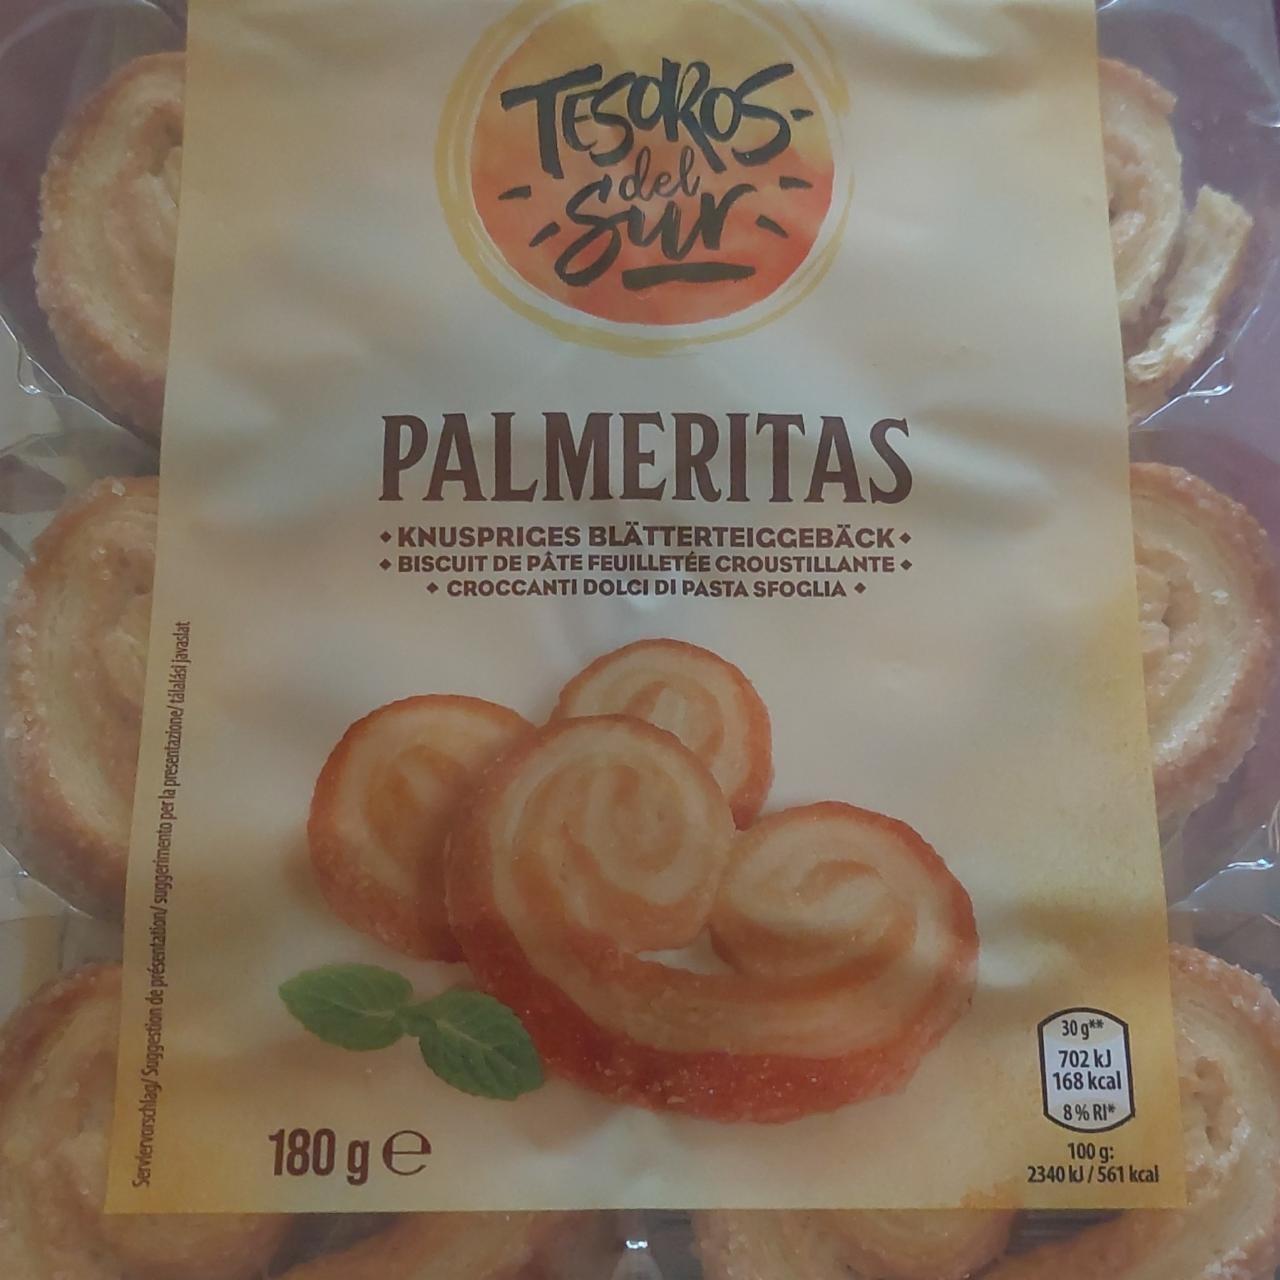 TESOROS
del
Sur
PALMERITAS
◆ KNUSPRIGES BLÄTTERTEIGGEBÄCK ◆
◆ BISCUIT DE PÂTE FEUILLETÉE CROUSTILLANTE ◆
◆ CROCCANTI DOLCI DI PASTA SFOGLIA ◆
Serviervorschlag/ Suggestion de présentation/ suggerimento per la presentazione/ tálalási javaslat
30 g**
702 kJ
168 kcal
8 % RI*
180 g e
100 g:
2340 kJ / 561 kcal